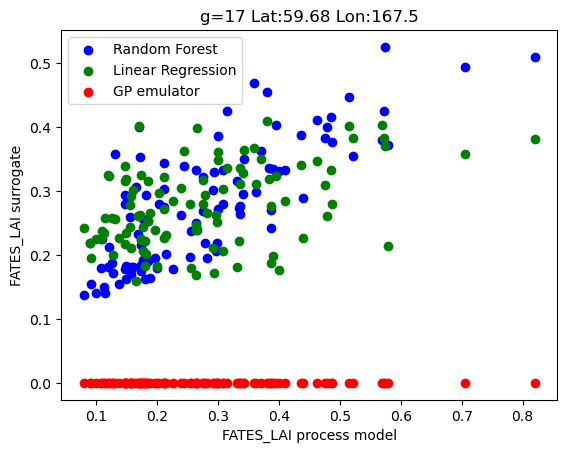 g=17 Lat:59.68 Lon:167.5
Random Forest
Linear Regression
GP emulator
FATES_LAI surrogate
0.5
0.4
0.3
0.2
0.1
0.0
0.1 0.2 0.3 0.4 0.5 0.6 0.7 0.8
FATES_LAI process model